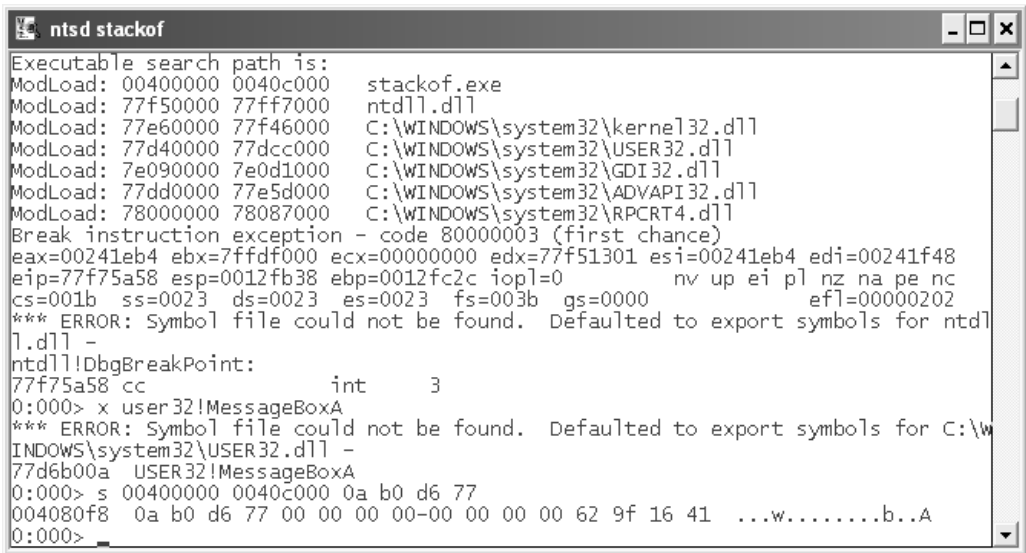 ntsd stackof
Executable search path is:
ModLoad: 00400000 0040c000   stackof.exe
ModLoad: 77f50000 77ff7000   ntdll.dll
ModLoad: 77e60000 77f46000   C:\WINDOWS\system32\kernel32.dll
ModLoad: 77d40000 77dcc000   C:\WINDOWS\system32\USER32.dll
ModLoad: 7e090000 7e0d1000   C:\WINDOWS\system32\GDI32.dll
ModLoad: 77dd0000 77e5d000   C:\WINDOWS\system32\ADVAPI32.dll
ModLoad: 78000000 78087000   C:\WINDOWS\system32\RPCRT4.dll
Break instruction exception - code 80000003 (first chance)
eax=00241eb4 ebx=7ffdf000 ecx=00000000 edx=77f51301 esi=00241eb4 edi=00241f48
eip=77f75a58 esp=0012fb38 ebp=0012fc2c iopl=0         nv up ei pl nz na pe nc
cs=001b  ss=0023  ds=0023  es=0023  fs=003b  gs=0000             efl=00000202
*** ERROR: Symbol file could not be found.  Defaulted to export symbols for ntdl
l.dll -
ntdll!DbgBreakPoint:
77f75a58 cc               int     3
0:000> x user32!MessageBoxA
*** ERROR: Symbol file could not be found.  Defaulted to export symbols for C:\W
INDOWS\system32\USER32.dll -
77d6b00a  USER32!MessageBoxA
0:000> s 00400000 0040c000 0a b0 d6 77
004080f8  0a b0 d6 77 00 00 00 00-00 00 00 00 62 9f 16 41  ...w........b..A
0:000> _